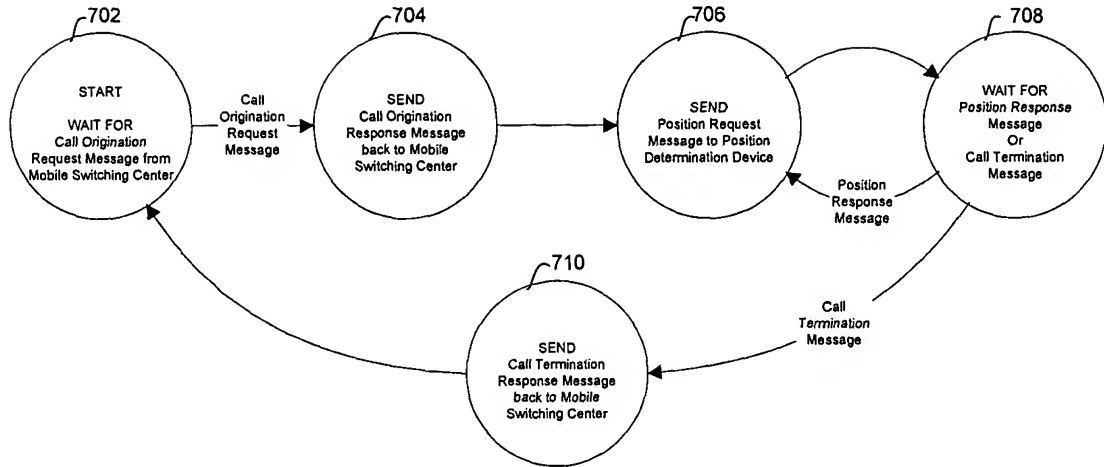 702
START
WAIT FOR
Call Origination
Request Message from
Mobile Switching Center
Call
Origination
Request
Message
704
SEND
Call Origination
Response Message
back to Mobile
Switching Center
706
SEND
Position Request
Message to Position
Determination Device
708
WAIT FOR
Position Response
Message
Or
Call Termination
Message
Position
Response
Message
Call
Termination
Message
710
SEND
Call Termination
Response Message
back to Mobile
Switching Center